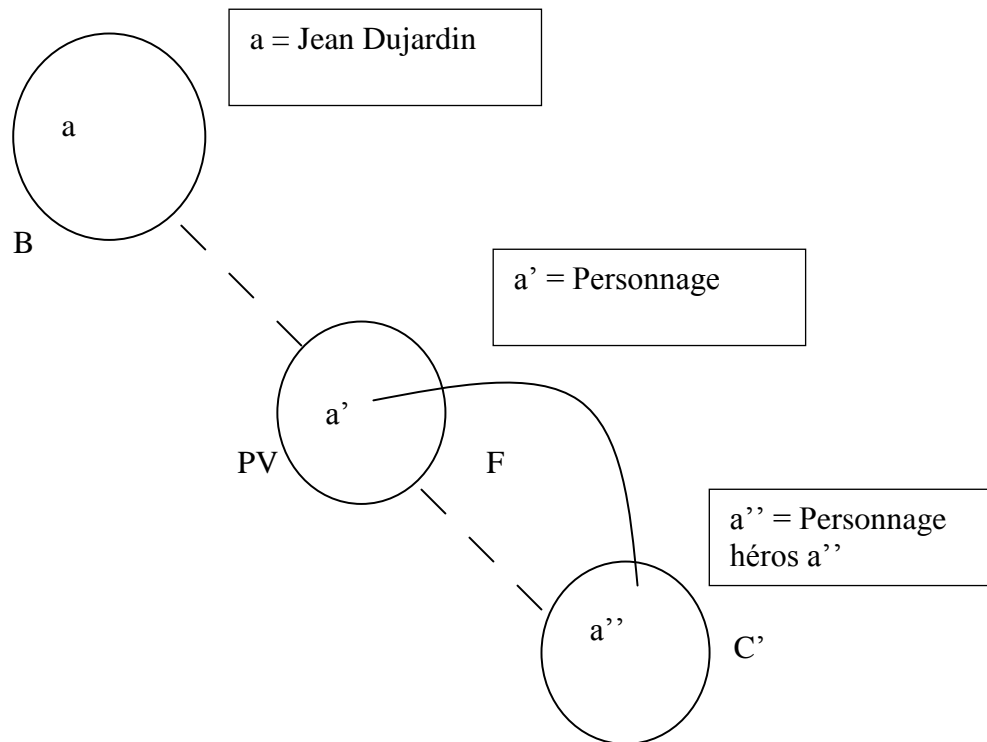 a = Jean Dujardin
a
B
a’ = Personnage
a’
PV
F
a’’ = Personnage
héros a’’
a’’
C’